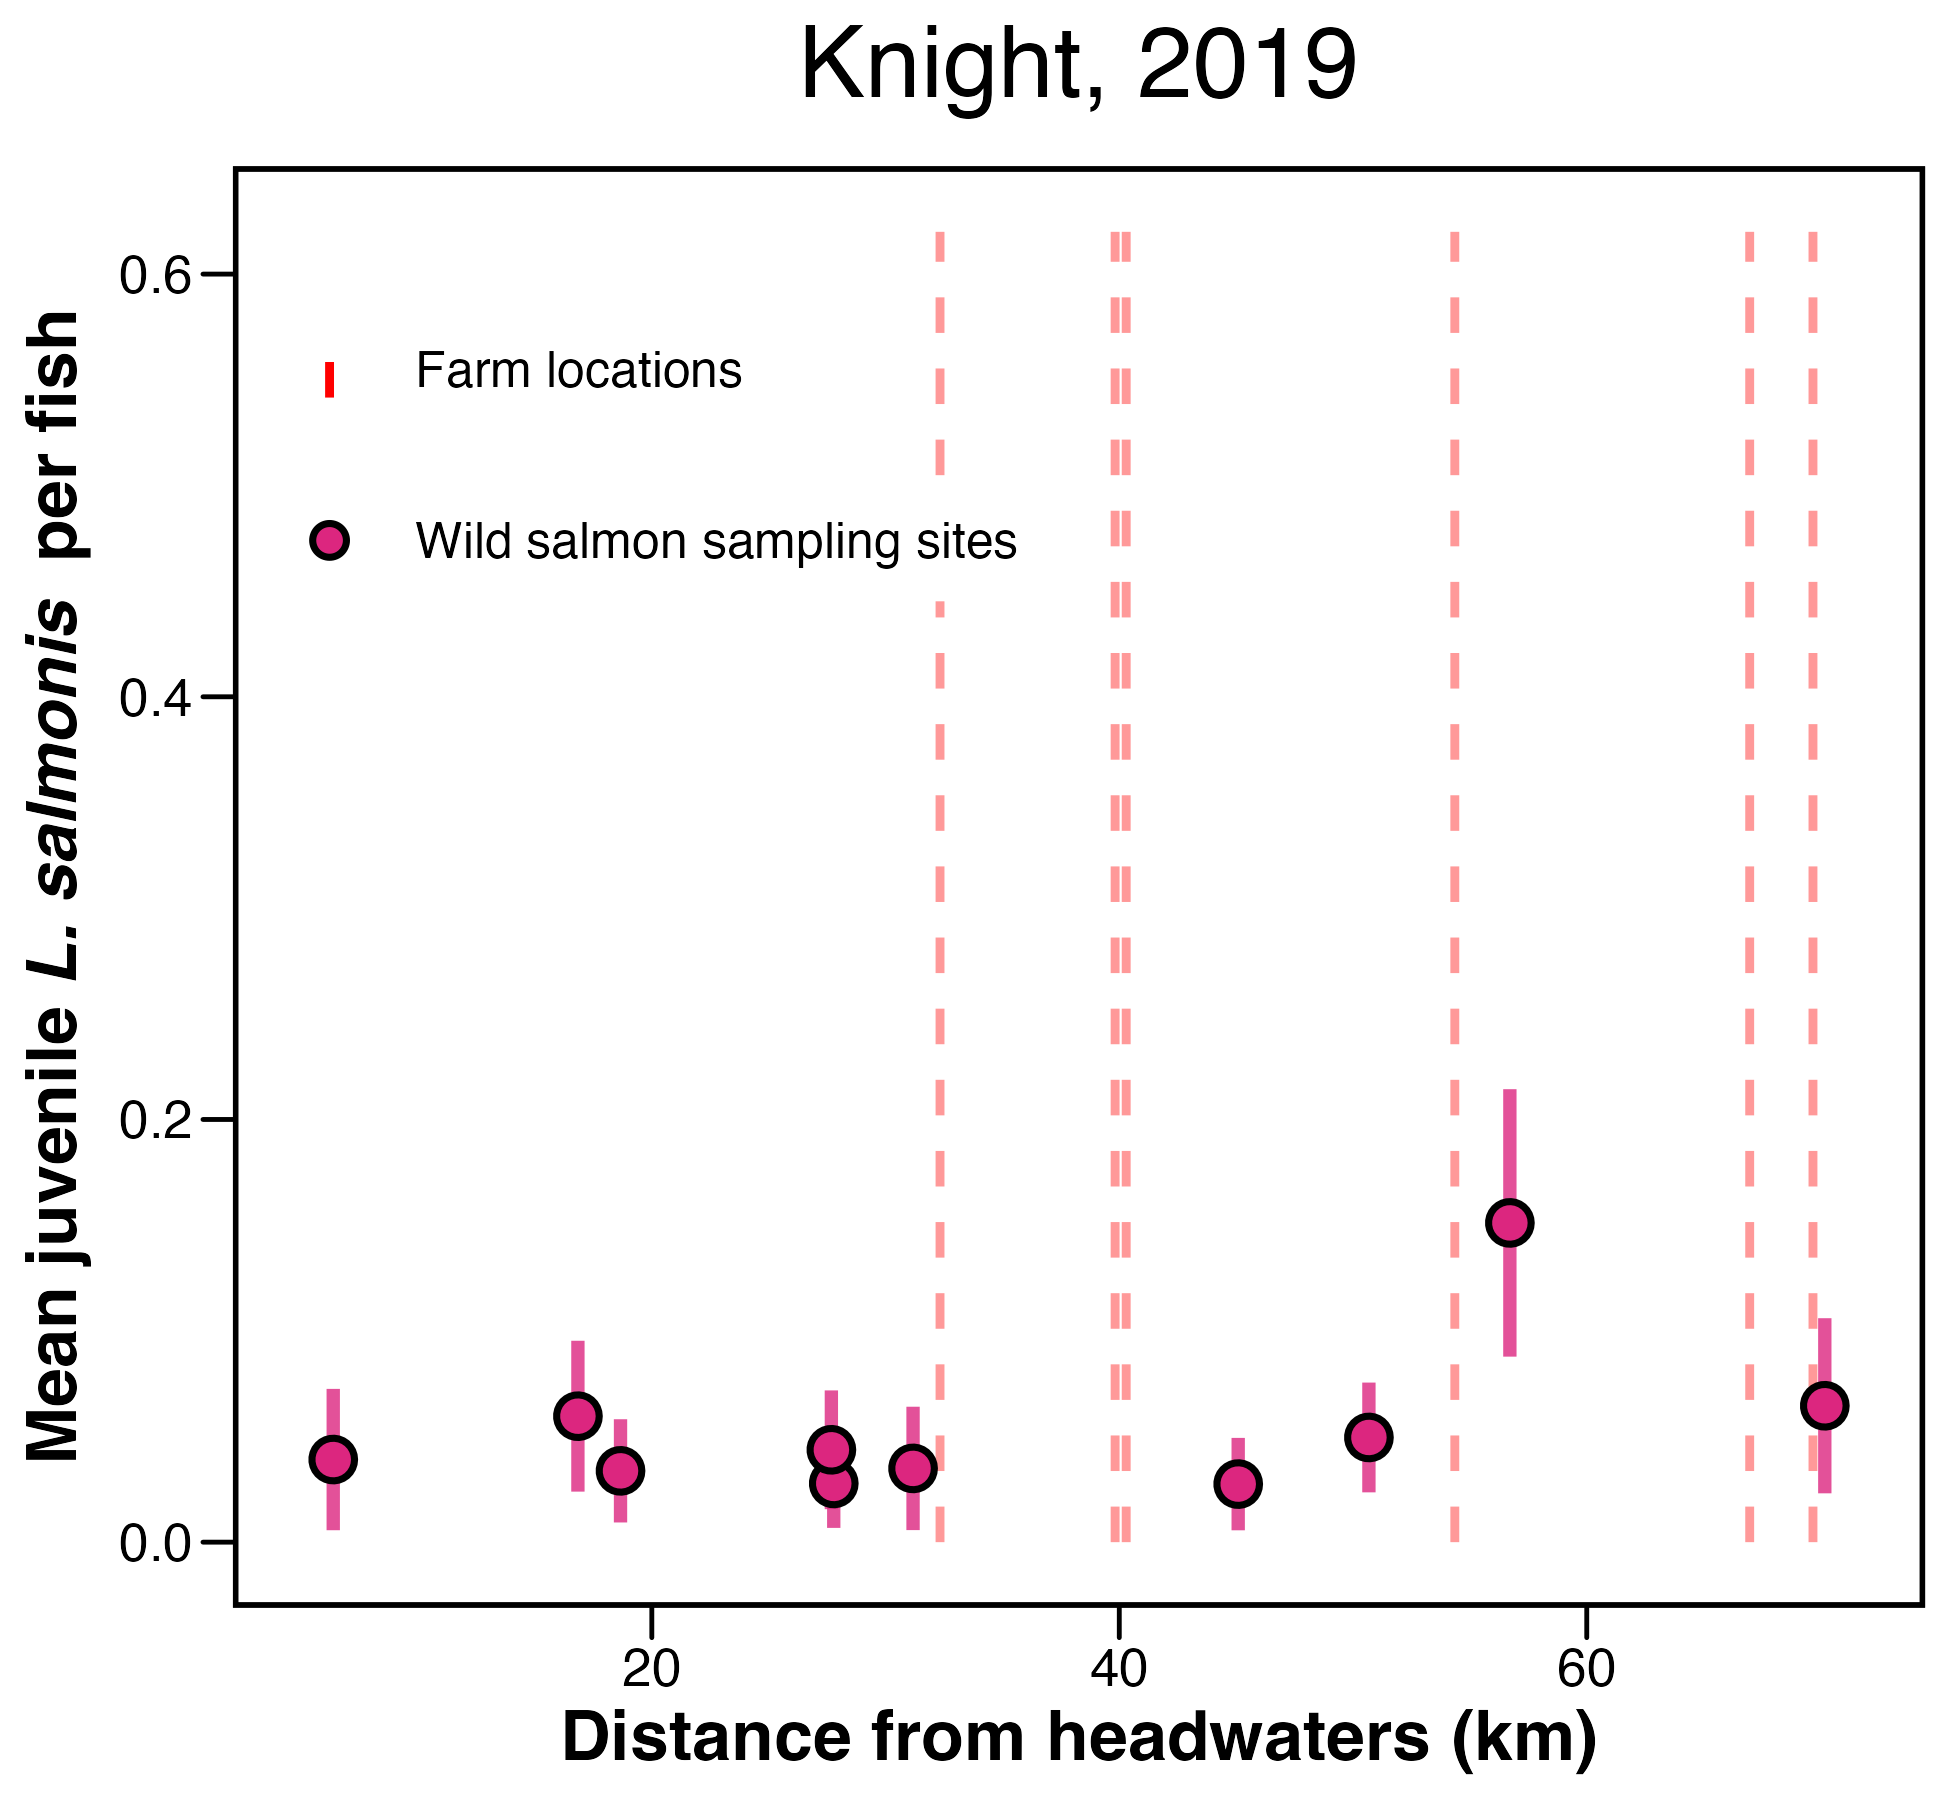 Knight, 2019
Mean juvenile L. salmonis per fish
0.6
0.4
0.2
0.0
Farm locations
Wild salmon sampling sites
20 40 60
Distance from headwaters (km)